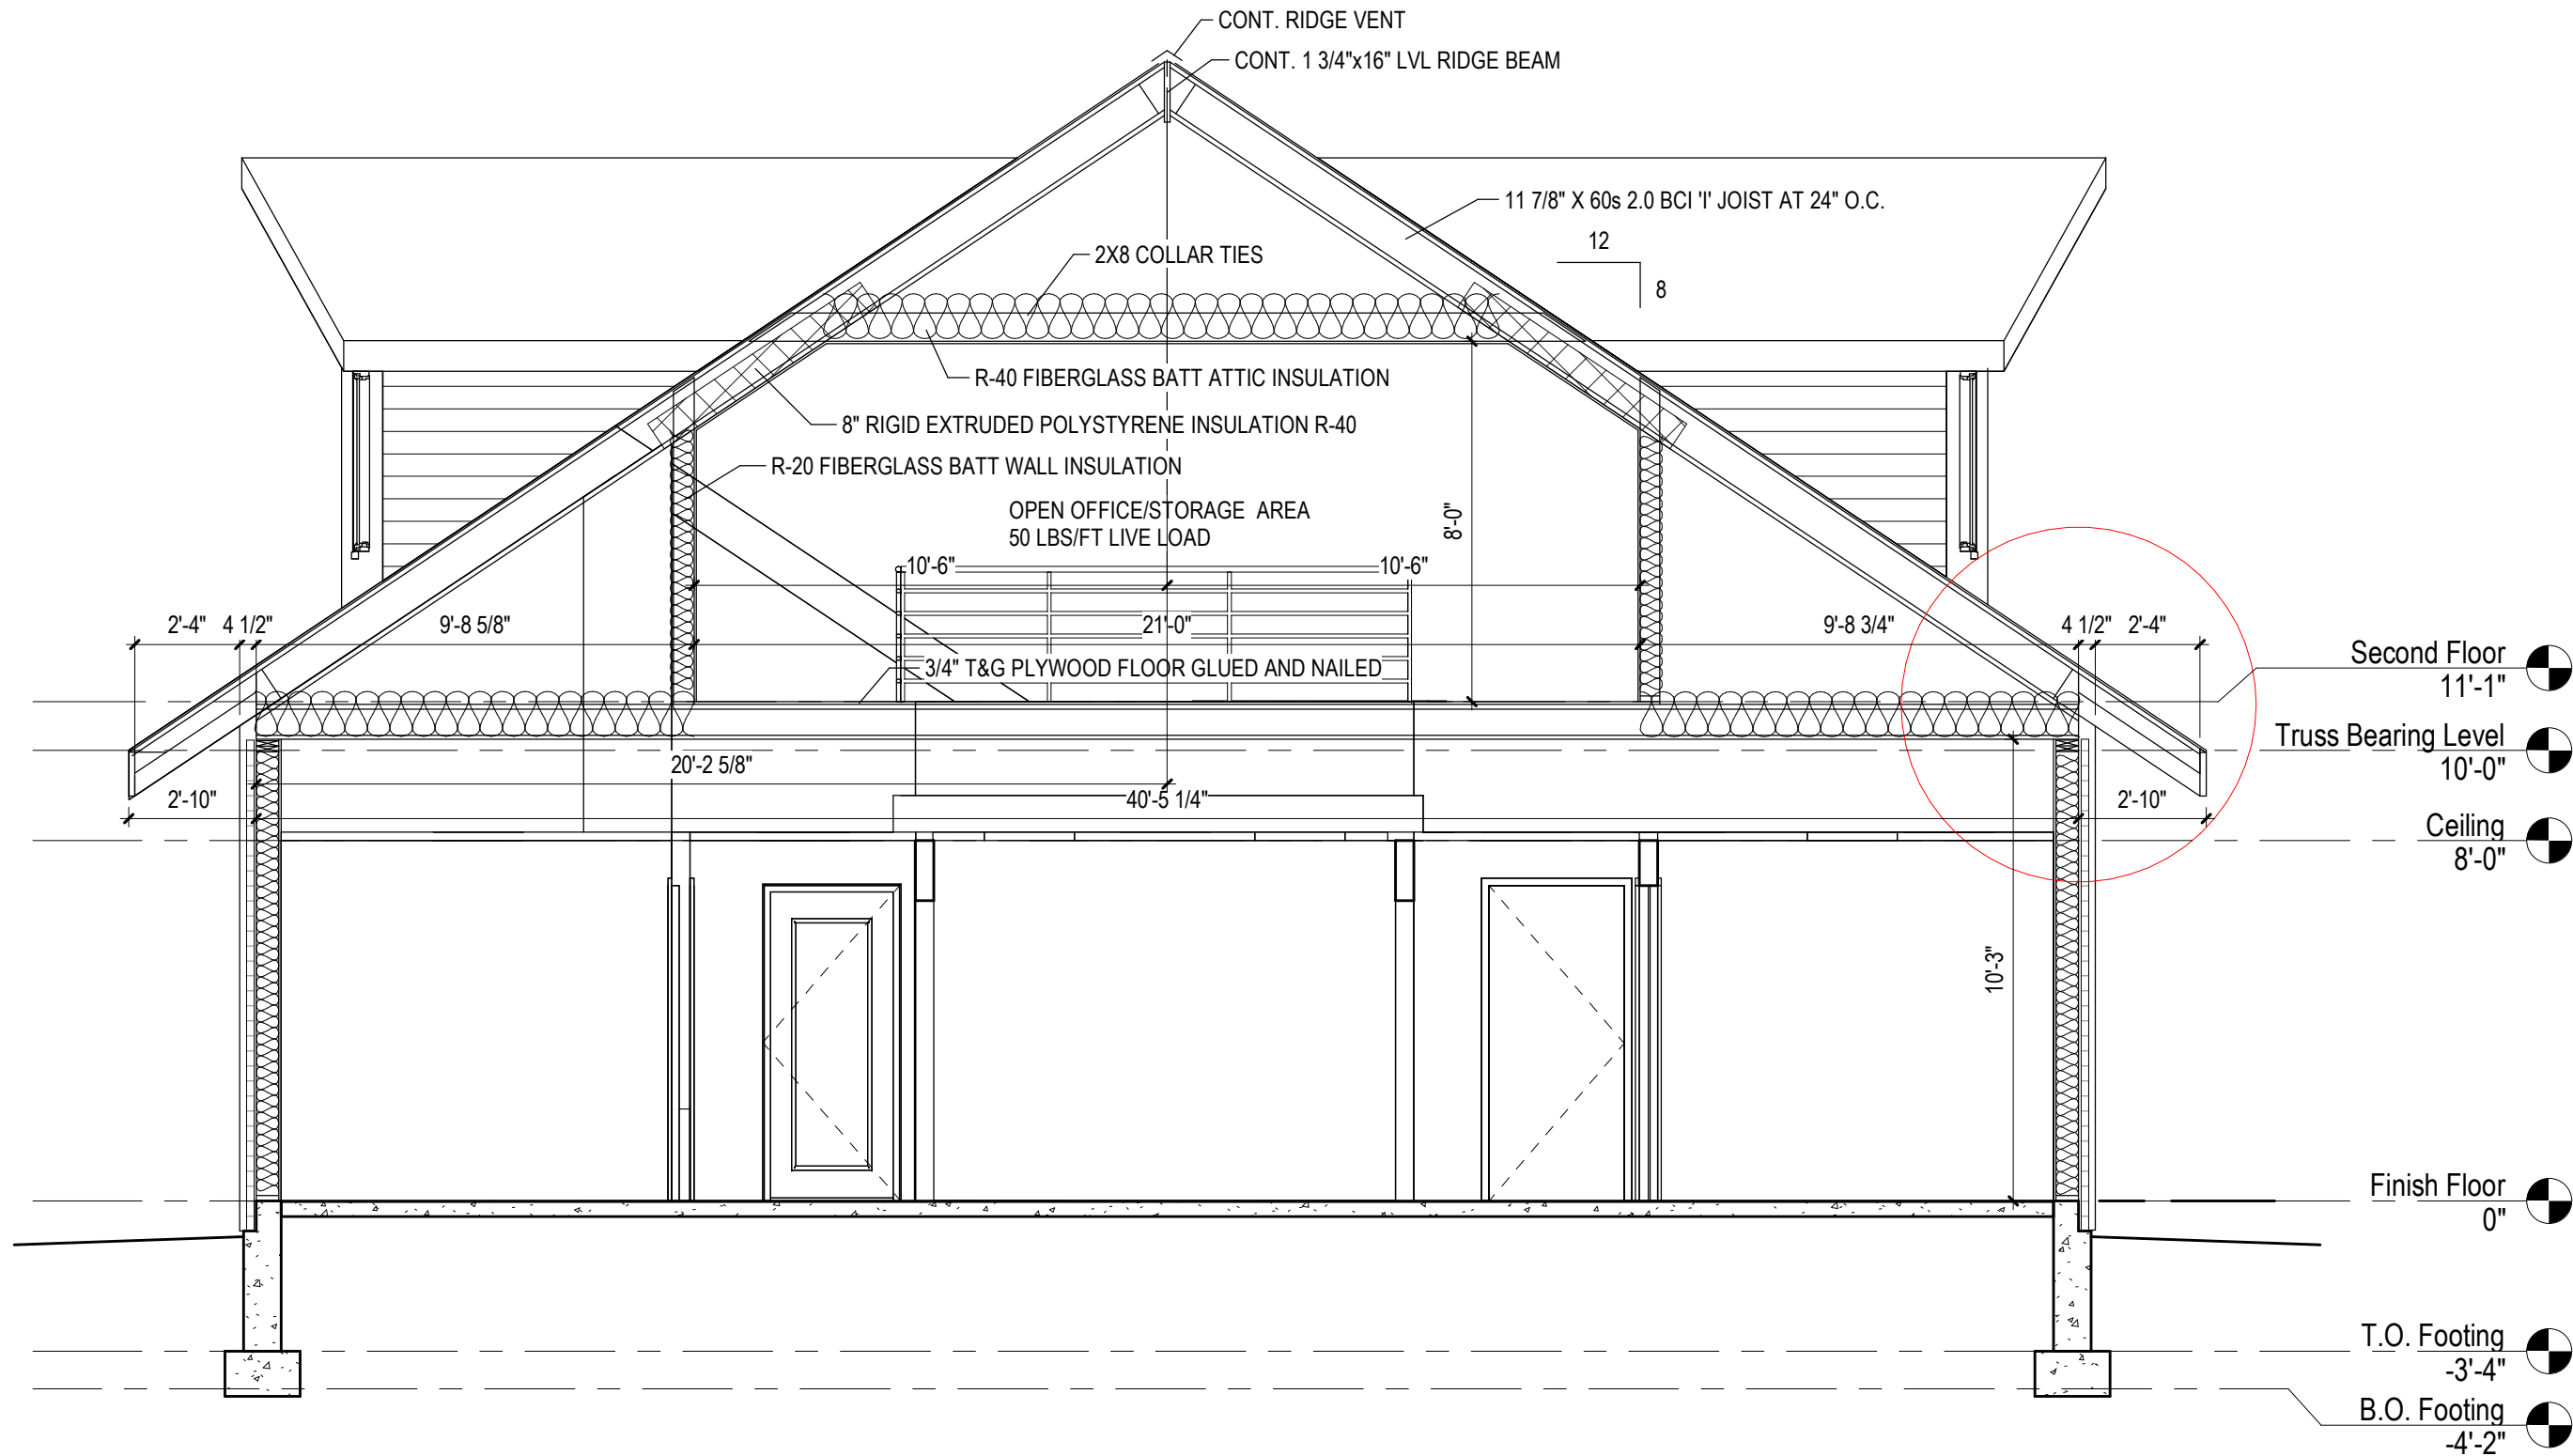 CONT. RIDGE VENT
CONT. 1 3/4"x16" LVL RIDGE BEAM
11 7/8" X 60s 2.0 BCI 'I' JOIST AT 24" O.C.
12
8
2X8 COLLAR TIES
R-40 FIBERGLASS BATT ATTIC INSULATION
8" RIGID EXTRUDED POLYSTYRENE INSULATION R-40
R-20 FIBERGLASS BATT WALL INSULATION
OPEN OFFICE/STORAGE AREA
50 LBS/FT LIVE LOAD
8'-0"
10'-6" 10'-6"
2'-4" 4 1/2" 9'-8 5/8" 21'-0" 9'-8 3/4" 4 1/2" 2'-4"
3/4" T&G PLYWOOD FLOOR GLUED AND NAILED
Second Floor
11'-1"
Truss Bearing Level
10'-0"
20'-2 5/8"
2'-10" 40'-5 1/4" 2'-10"
Ceiling
8'-0"
10'-3"
Finish Floor
0"
T.O. Footing
-3'-4"
B.O. Footing
-4'-2"